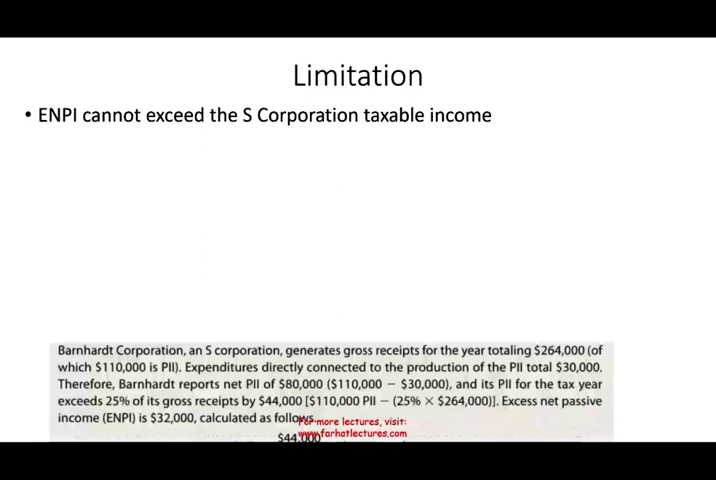 Limitation
• ENPI cannot exceed the S Corporation taxable income
Barnhardt Corporation, an S corporation, generates gross receipts for the year totaling $264,000 (of
which $110,000 is PII). Expenditures directly connected to the production of the PII total $30,000.
Therefore, Barnhardt reports net PII of $80,000 ($110,000 − $30,000), and its PII for the tax year
exceeds 25% of its gross receipts by $44,000 [$110,000 PII − (25% × $264,000)]. Excess net passive
income (ENPI) is $32,000, calculated as follows
For more lectures, visit:
$44,000
www.farhatlectures.com